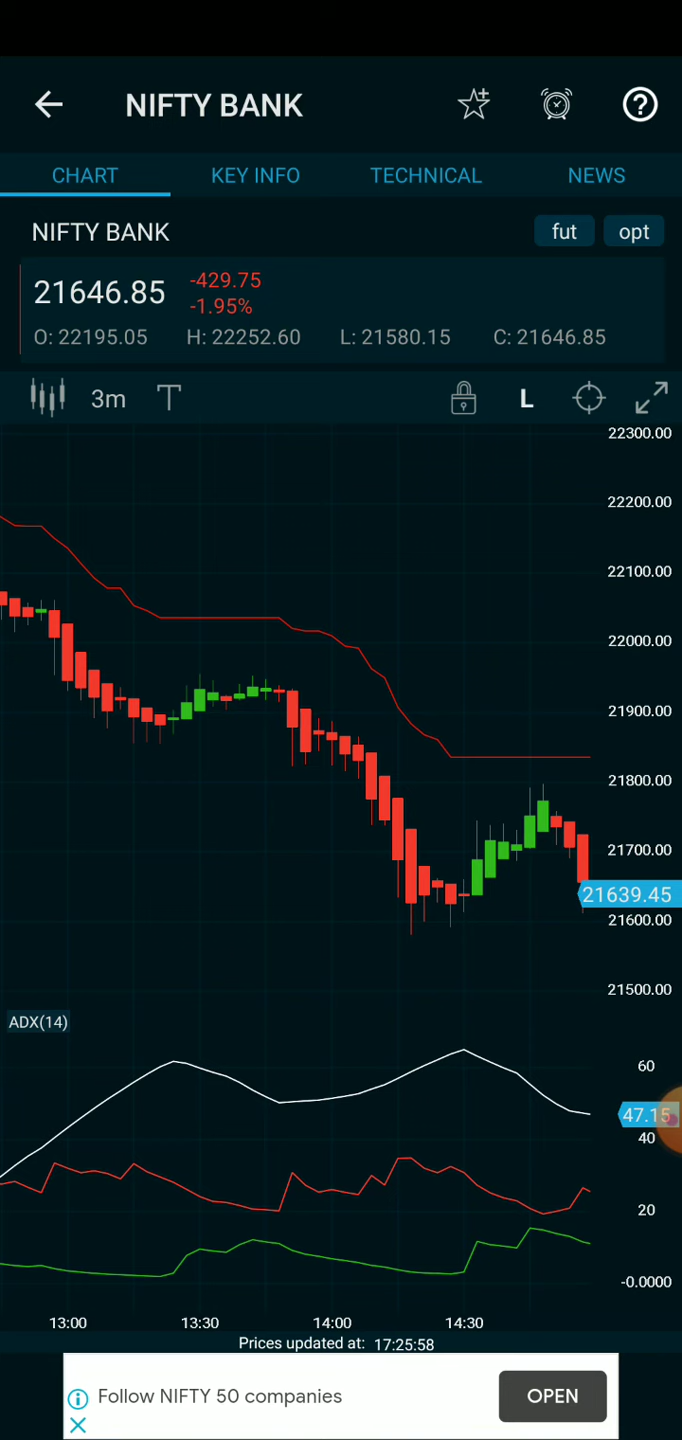 NIFTY BANK
CHART KEY INFO TECHNICAL NEWS
NIFTY BANK fut opt
21646.85 -429.75
-1.95%
O: 22195.05 H: 22252.60 L: 21580.15 C: 21646.85
3m T L
22300.00
22200.00
22100.00
22000.00
21900.00
21800.00
21700.00
21639.45
21600.00
21500.00
ADX(14)
60
47.15
40
20
-0.0000
13:00 13:30 14:00 14:30
Prices updated at: 17:25:58
Follow NIFTY 50 companies OPEN